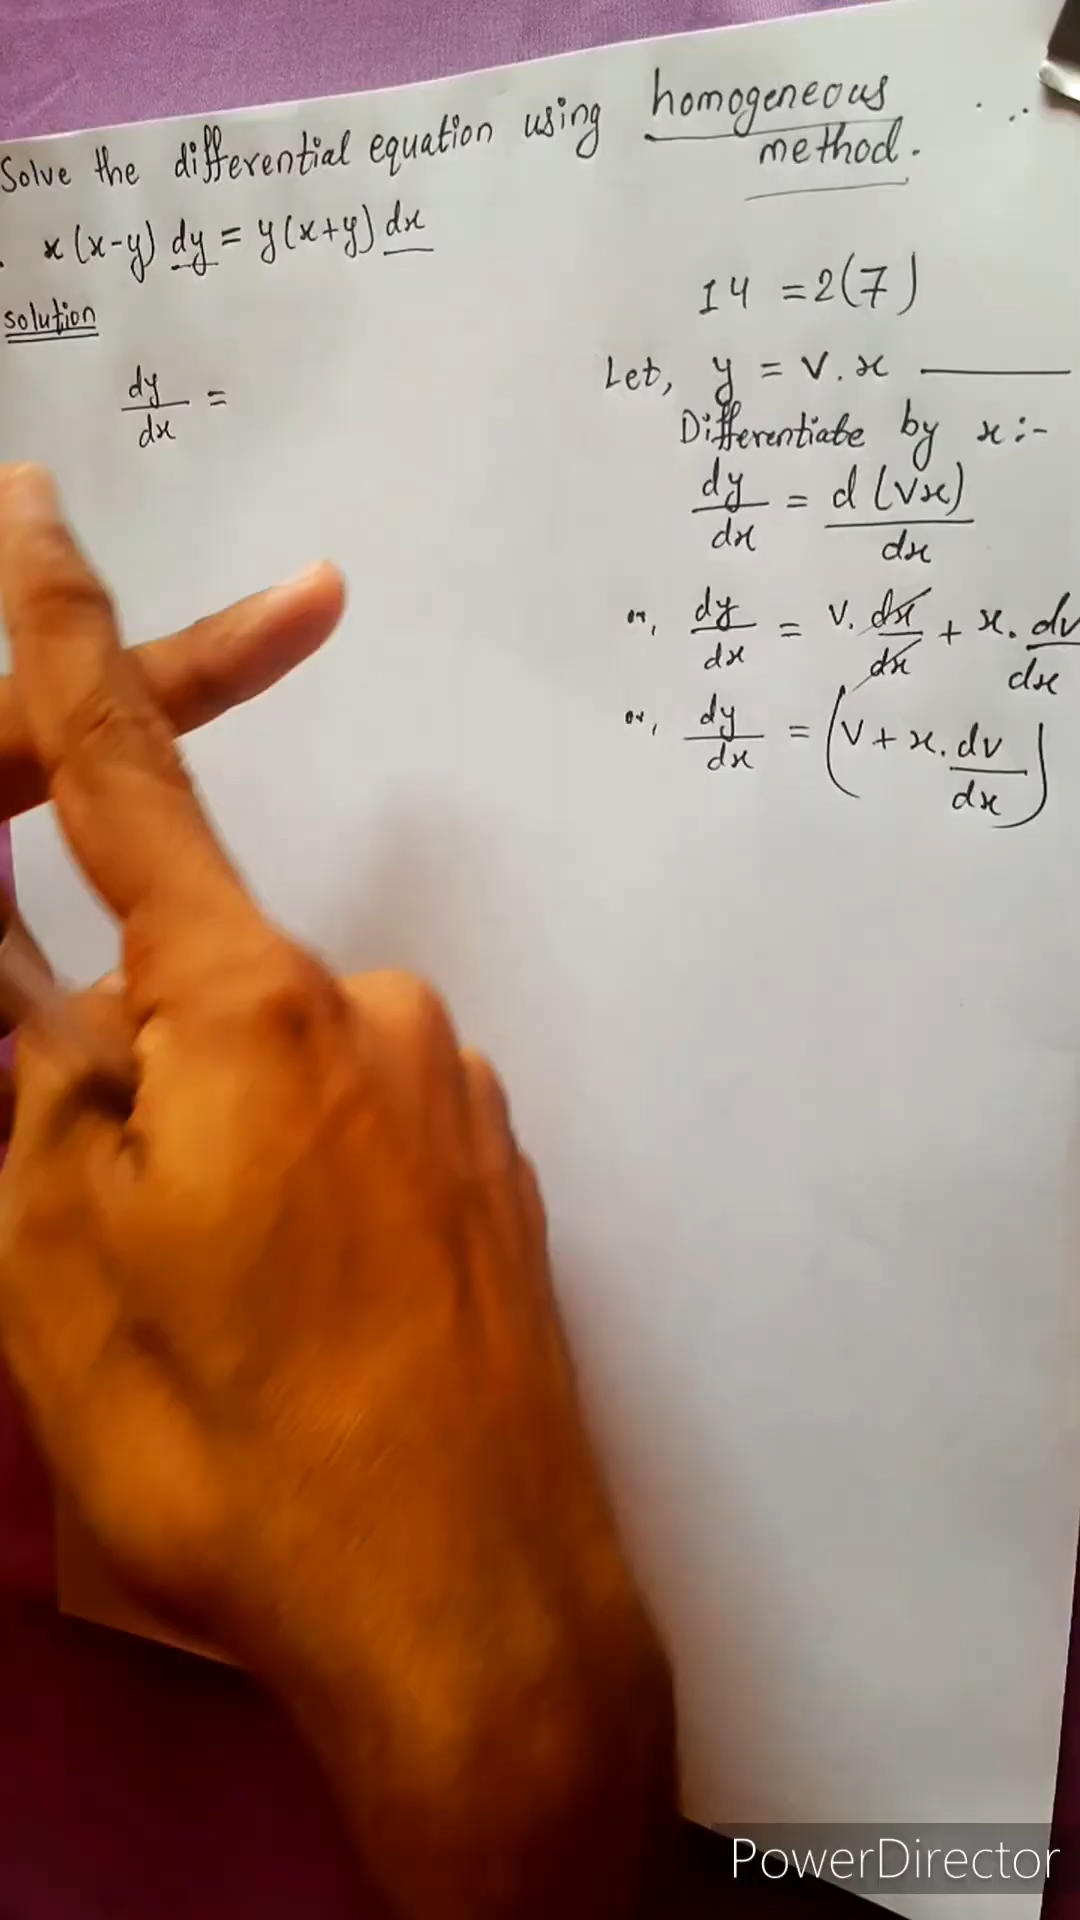 Solve the differential equation using homogeneous
method.
x(x-y) dy = y(x+y) dx
solution
dy/dx =
14 = 2(7)
Let, y = v.x
Differentiate by x:-
dy/dx = d(vx)/dx
or, dy/dx = v.dx/dx + x.dv/dx
or, dy/dx = (v + x.dv/dx)
PowerDirector